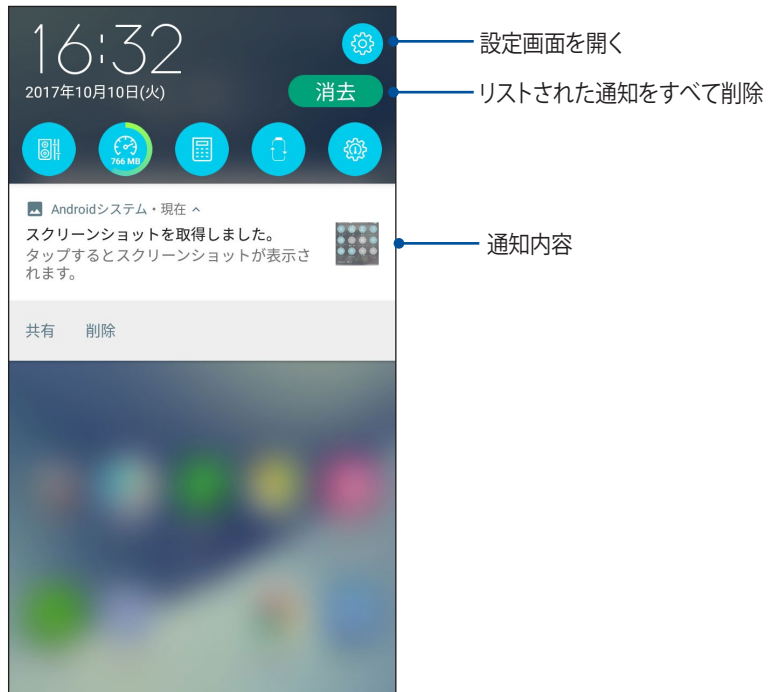 16:32
設定画面を開く
2017年10月10日(火)
消去
リストされた通知をすべて削除
766 MB
Androidシステム・現在
スクリーンショットを取得しました。
タップするとスクリーンショットが表示さ
れます。
通知内容
共有 削除